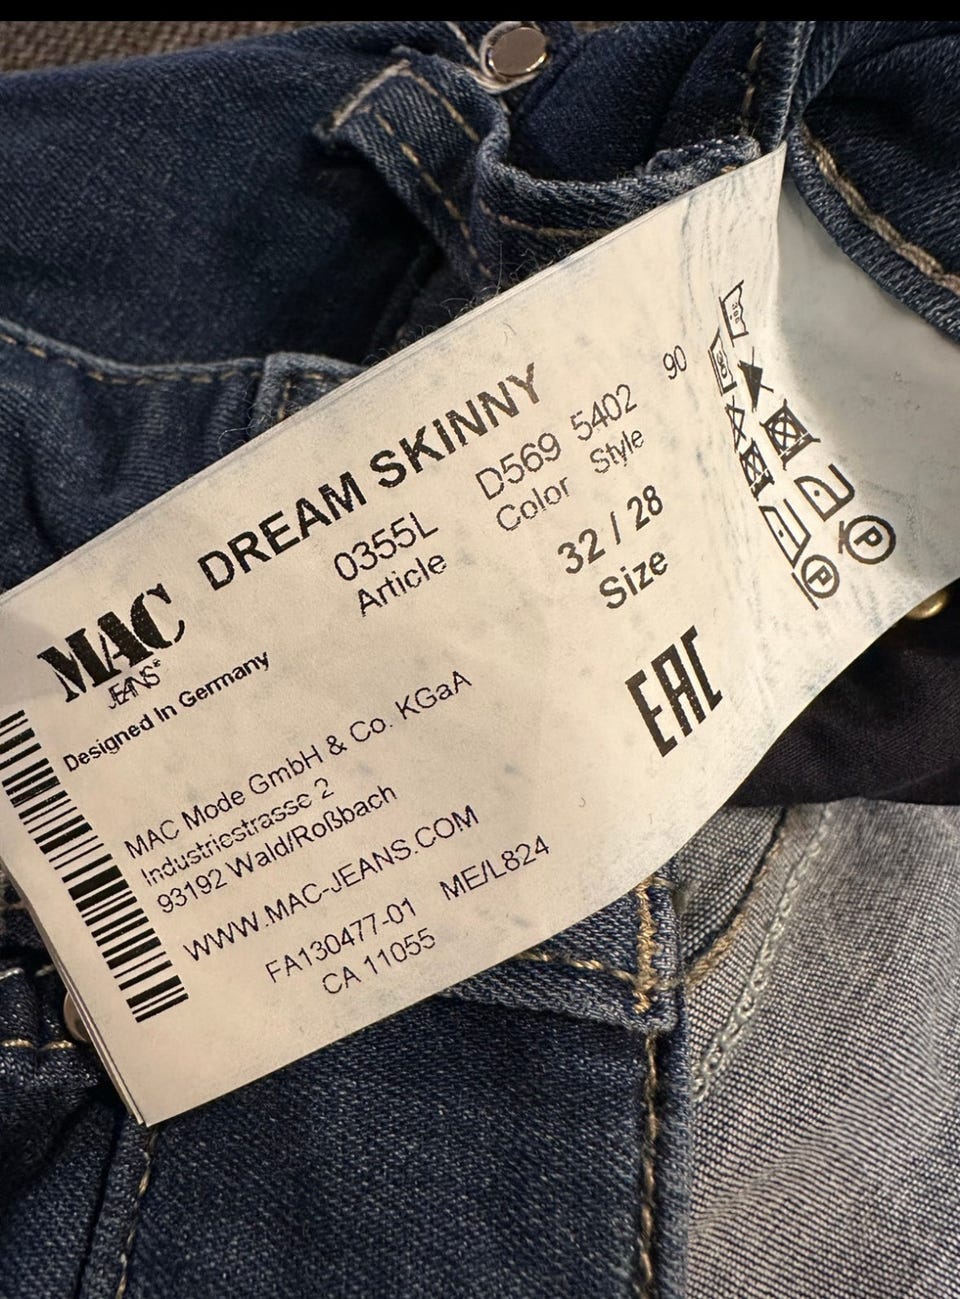 MAC
JEANS®
DREAM SKINNY
0355L D569 5402 90
Article Color Style
32 / 28
Size
Designed In Germany
EAC
MAC Mode GmbH & Co. KGaA
Industriestrasse 2
93192 Wald/Roßbach
WWW.MAC-JEANS.COM
FA130477-01 ME/L824
CA 11055
P
P